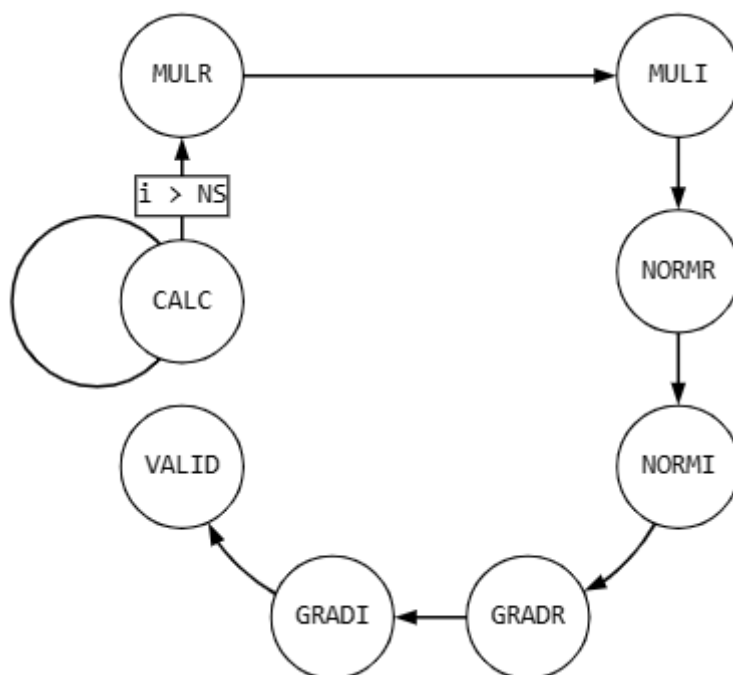 MULR
MULI
i > NS
NORMR
CALC
VALID
NORMI
GRADI
GRADR